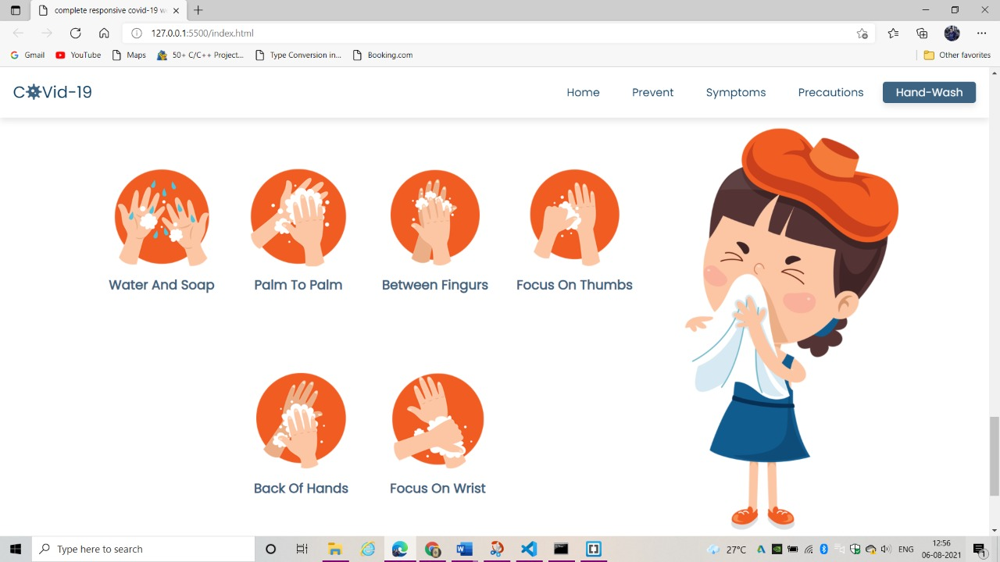 complete responsive covid-19 w
127.0.0.1:5500/index.html
Gmail YouTube Maps 50+ C/C++ Project... Type Conversion in... Booking.com Other favorites
COVid-19 Home Prevent Symptoms Precautions Hand-Wash
Water And Soap Palm To Palm Between Fingurs Focus On Thumbs
Back Of Hands Focus On Wrist
Type here to search 27°C ENG 12:56
06-08-2021 1